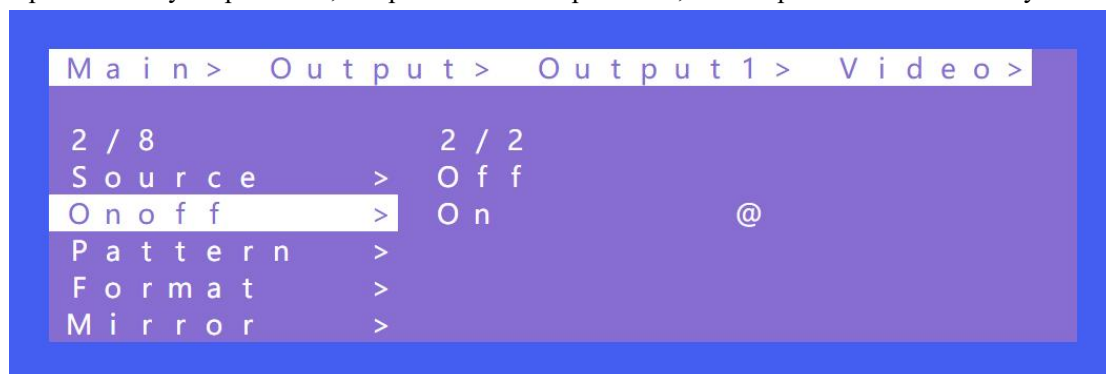 Main> Output> Output1> Video>
2/8 2/2
Source > Off
Onoff > On @
Pattern >
Format >
Mirror >